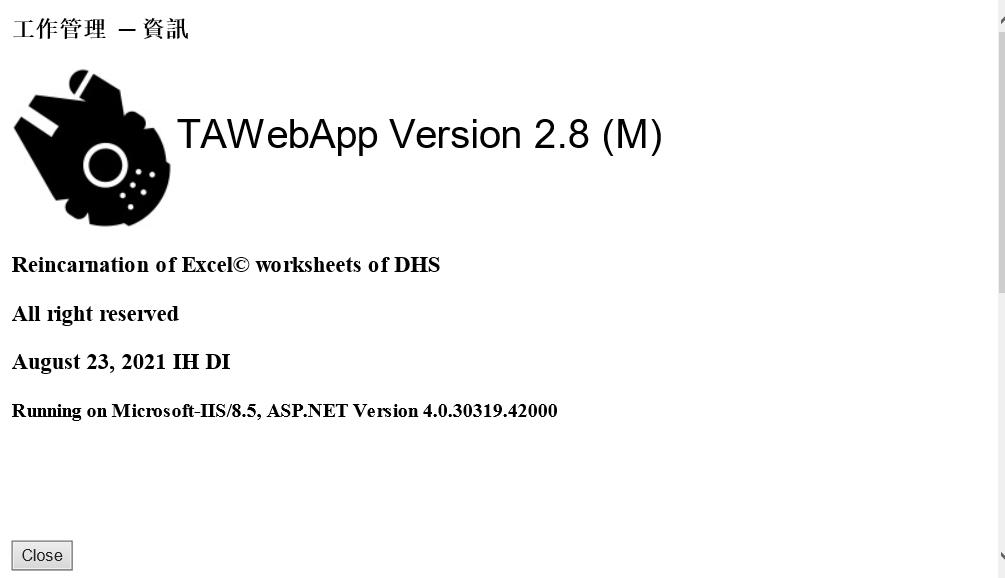 工作管理 － 資訊
TAWebApp Version 2.8 (M)
Reincarnation of Excel© worksheets of DHS
All right reserved
August 23, 2021 IH DI
Running on Microsoft-IIS/8.5, ASP.NET Version 4.0.30319.42000
Close